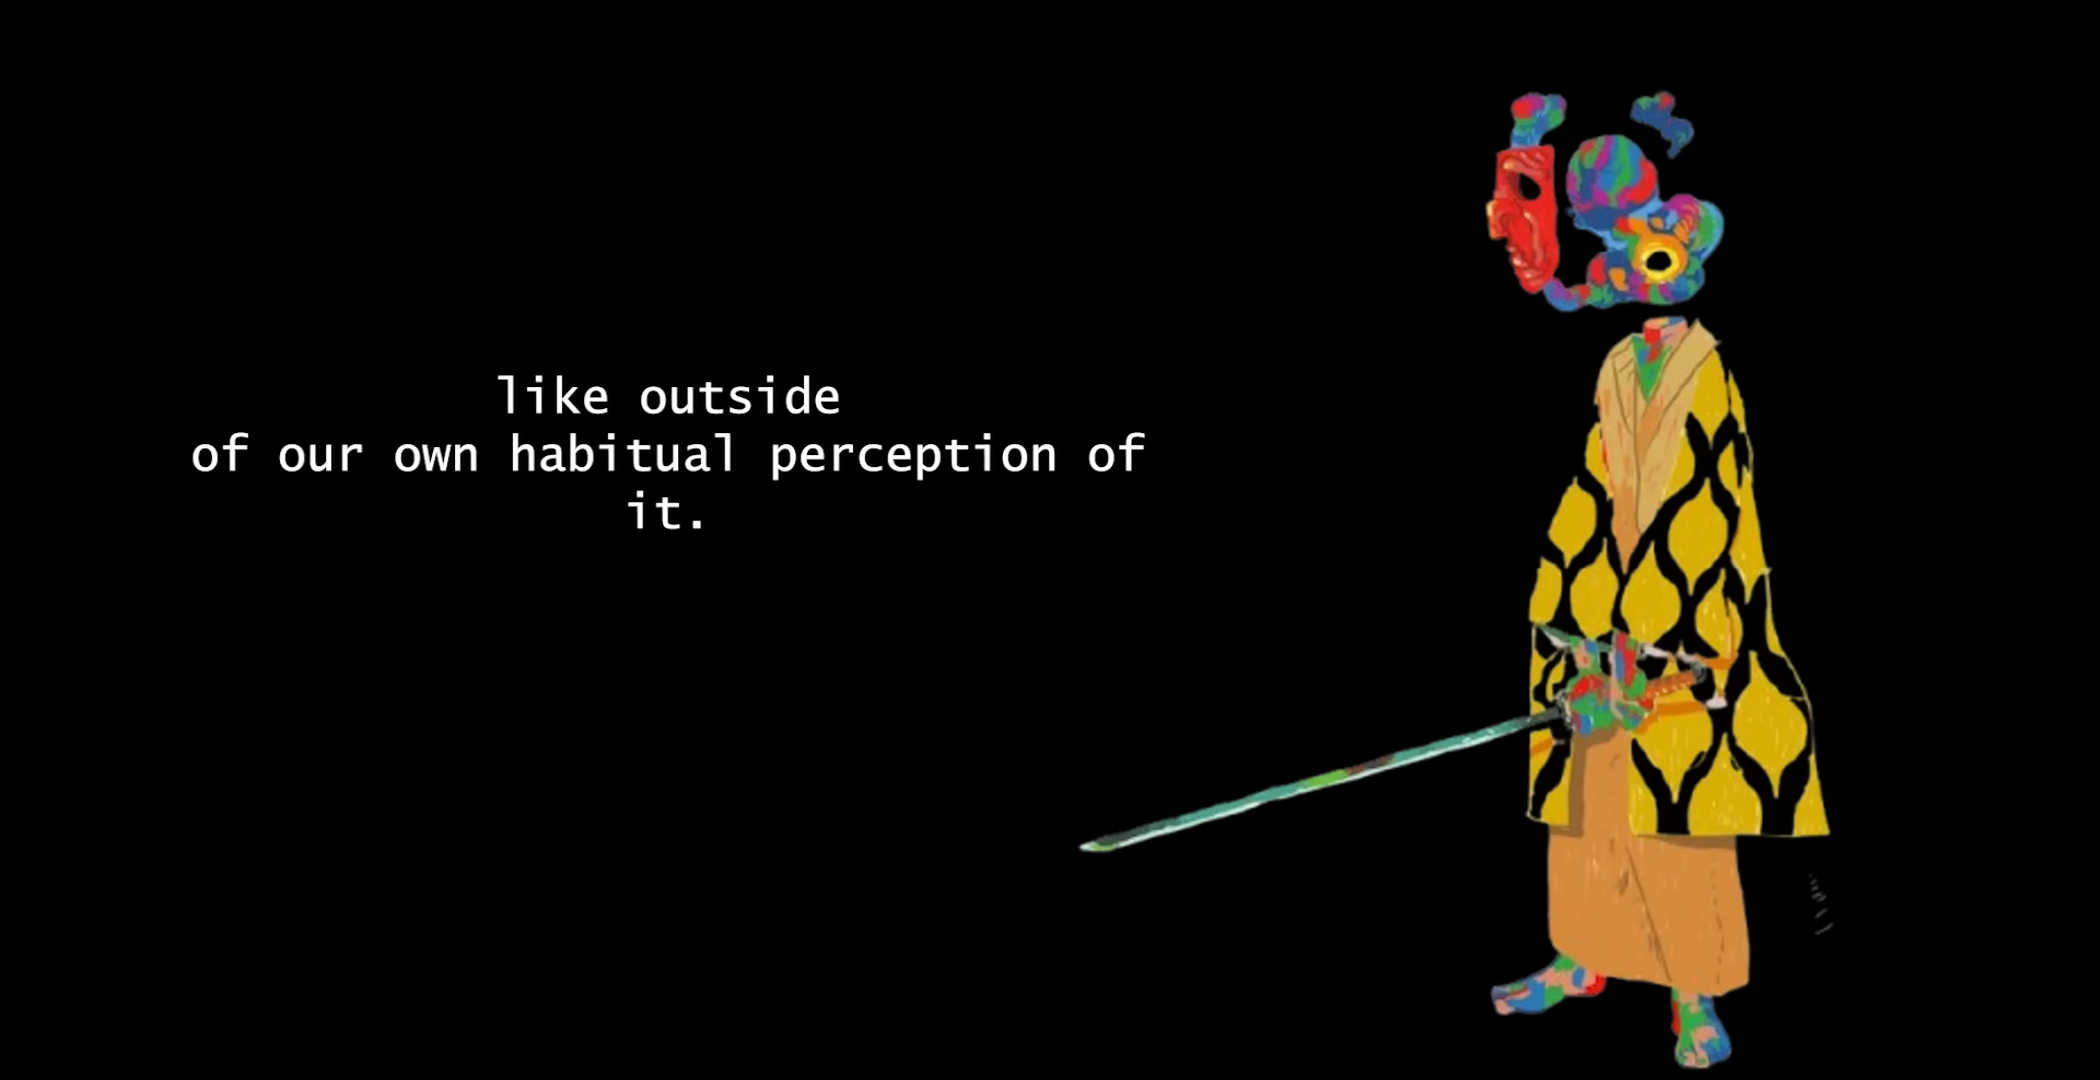 like outside
of our own habitual perception of
it.